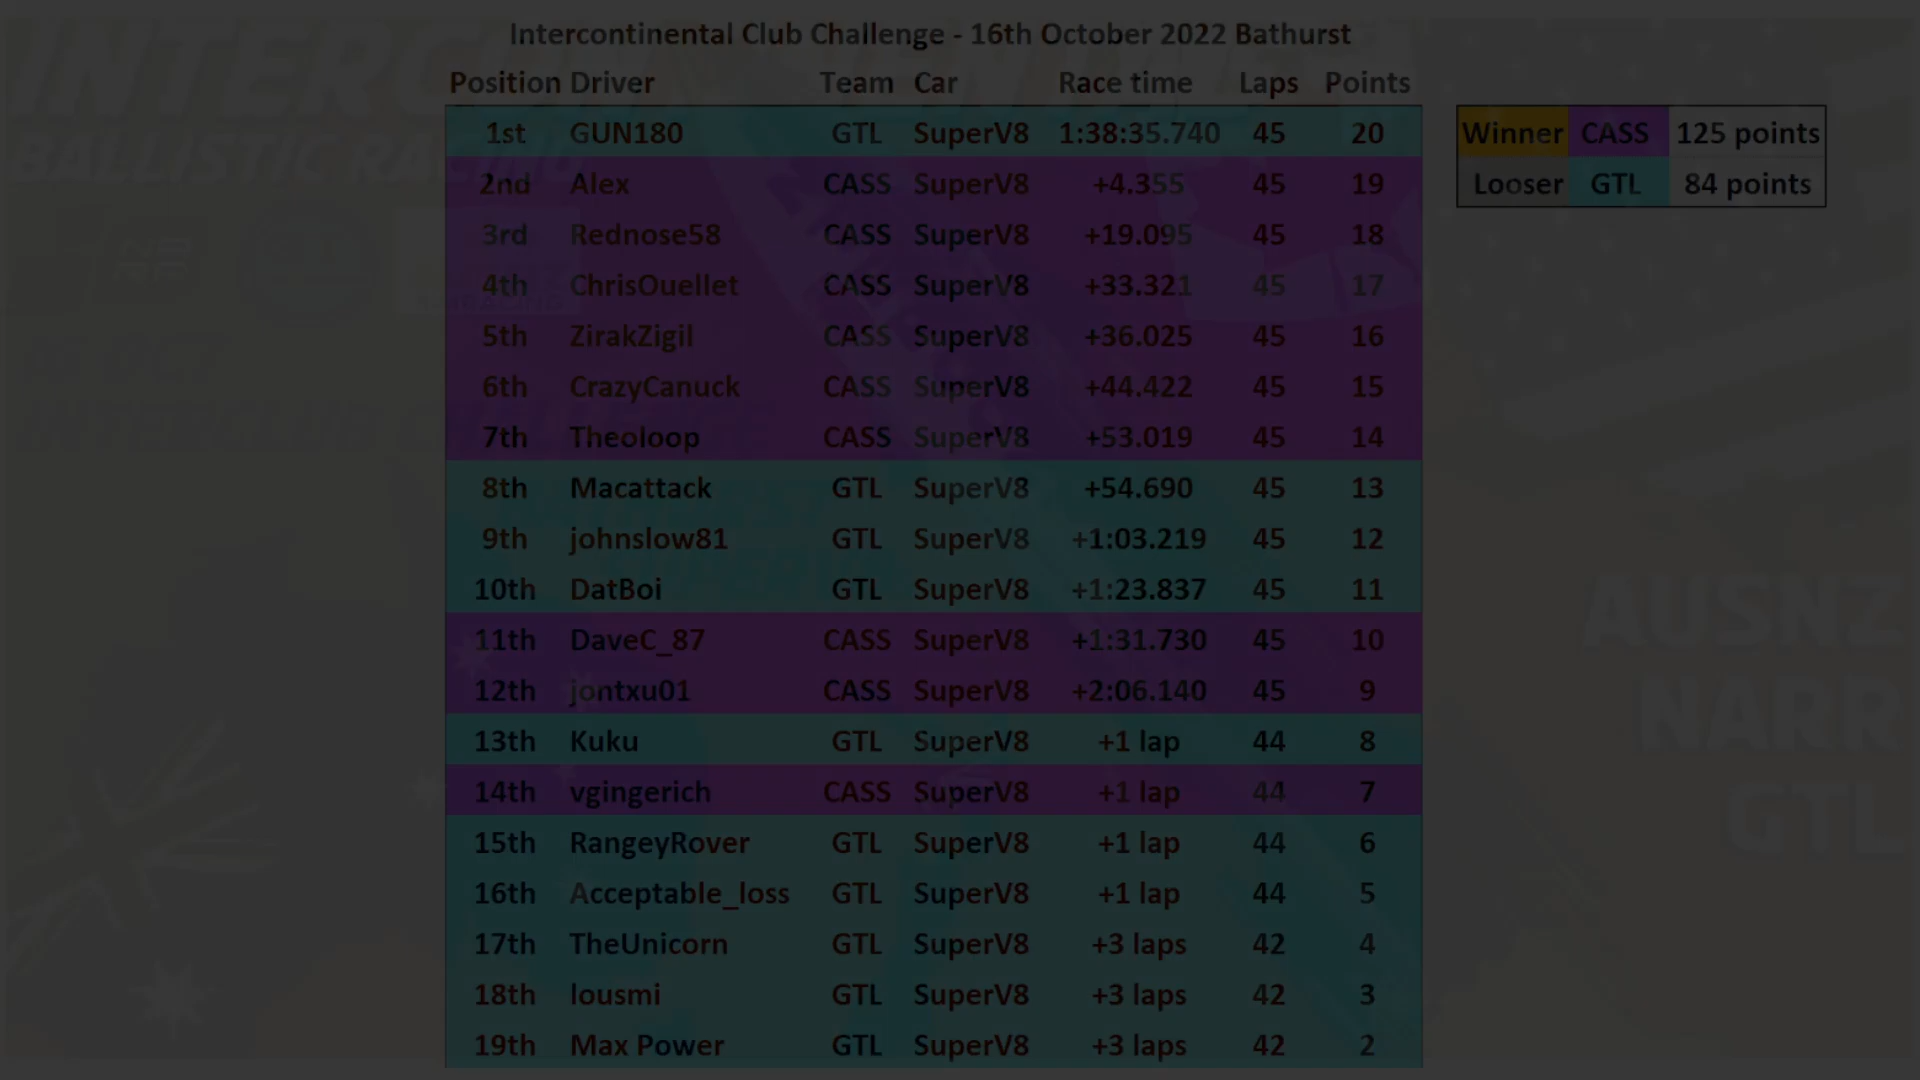 Intercontinental Club Challenge - 16th October 2022 Bathurst
Position Driver Team Car Race time Laps Points
1st GUN180 GTL SuperV8 1:38:35.740 45 20
2nd Alex CASS SuperV8 +4.355 45 19
3rd Rednose58 CASS SuperV8 +19.095 45 18
4th ChrisOuellet CASS SuperV8 +33.321 45 17
5th ZirakZigil CASS SuperV8 +36.025 45 16
6th CrazyCanuck CASS SuperV8 +44.422 45 15
7th Theoloop CASS SuperV8 +53.019 45 14
8th Macattack GTL SuperV8 +54.690 45 13
9th johnslow81 GTL SuperV8 +1:03.219 45 12
10th DatBoi GTL SuperV8 +1:23.837 45 11
11th DaveC_87 CASS SuperV8 +1:31.730 45 10
12th jontxu01 CASS SuperV8 +2:06.140 45 9
13th Kuku GTL SuperV8 +1 lap 44 8
14th vgingerich CASS SuperV8 +1 lap 44 7
15th RangeyRover GTL SuperV8 +1 lap 44 6
16th Acceptable_loss GTL SuperV8 +1 lap 44 5
17th TheUnicorn GTL SuperV8 +3 laps 42 4
18th lousmi GTL SuperV8 +3 laps 42 3
19th Max Power GTL SuperV8 +3 laps 42 2
Winner CASS 125 points
Looser GTL 84 points
BALLISTIC RACING
AUSNZ
NARR
GTL